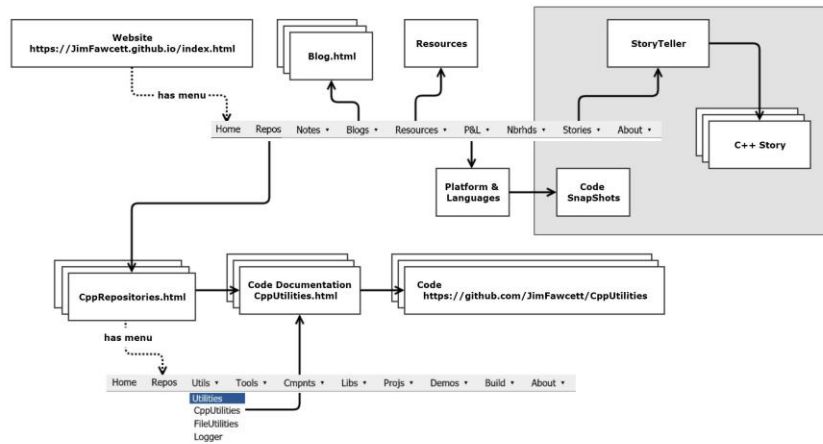 Website
https://JimFawcett.github.io/index.html
Blog.html
Resources
StoryTeller
has menu
Home Repos Notes ▾ Blogs ▾ Resources ▾ P&L ▾ Nbrhds ▾ Stories ▾ About ▾
C++ Story
Platform &
Languages
Code
SnapShots
CppRepositories.html
Code Documentation
CppUtilities.html
Code
https://github.com/JimFawcett/CppUtilities
has menu
Home Repos Utils ▾ Tools ▾ Cmpnts ▾ Libs ▾ Projs ▾ Demos ▾ Build ▾ About ▾
Utilities
CppUtilities
FileUtilities
Logger